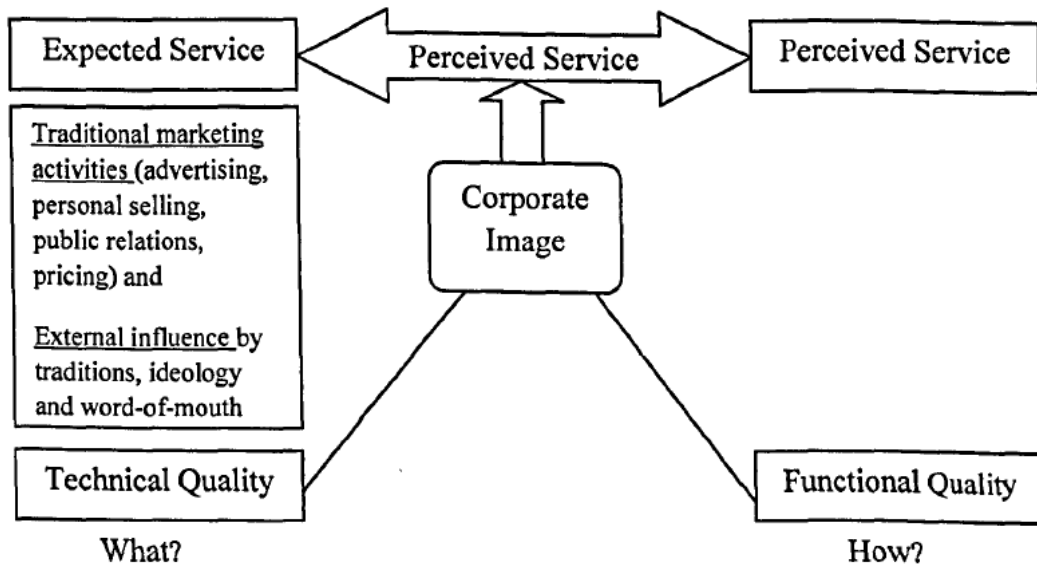 Expected Service
Perceived Service
Perceived Service
Traditional marketing
activities (advertising,
personal selling,
public relations,
pricing) and
External influence by
traditions, ideology
and word-of-mouth
Corporate
Image
Technical Quality
Functional Quality
What?
How?